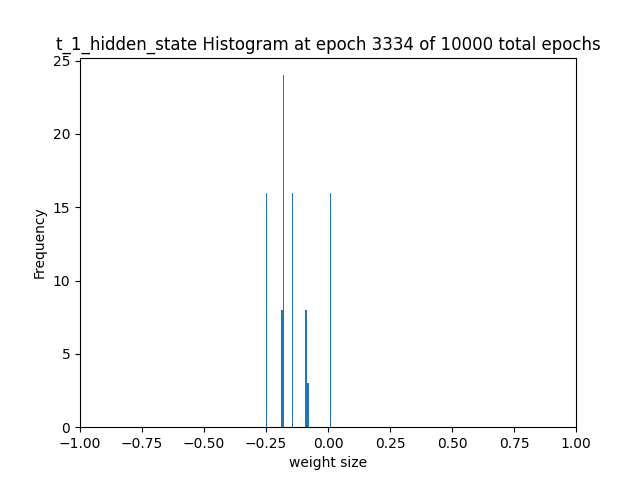 t_1_hidden_state Histogram at epoch 3334 of 10000 total epochs
25
20
15
10
5
0
Frequency
−1.00 −0.75 −0.50 −0.25 0.00 0.25 0.50 0.75 1.00
weight size